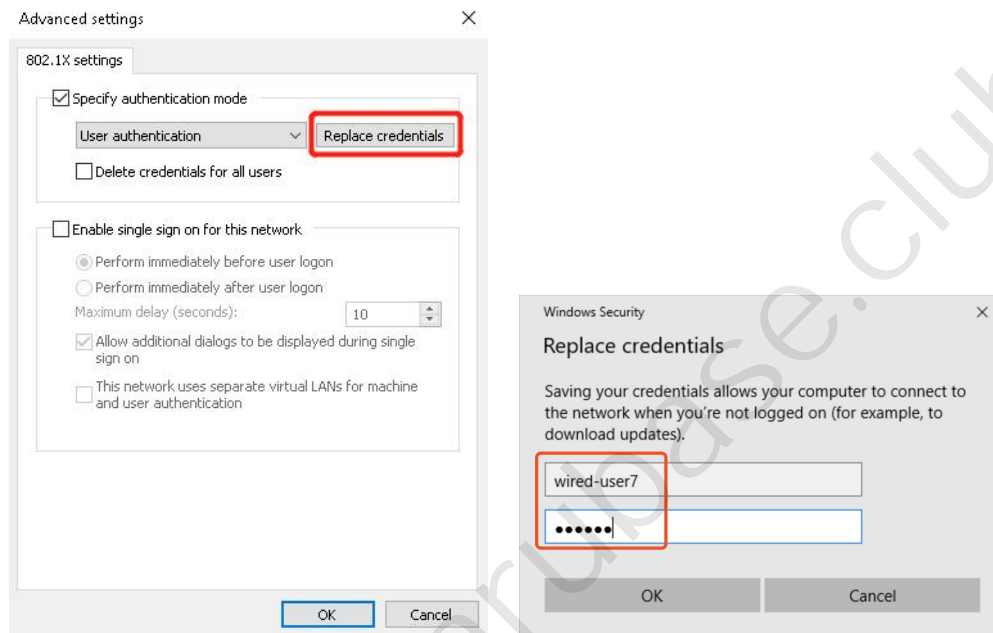 Advanced settings
802.1X settings
Specify authentication mode
User authentication
Replace credentials
Delete credentials for all users
Enable single sign on for this network
Perform immediately before user logon
Perform immediately after user logon
Maximum delay (seconds):
10
Allow additional dialogs to be displayed during single
sign on
This network uses separate virtual LANs for machine
and user authentication
OK
Cancel
Windows Security
Replace credentials
Saving your credentials allows your computer to connect to
the network when you're not logged on (for example, to
download updates).
wired-user7
●●●●●●
OK
Cancel